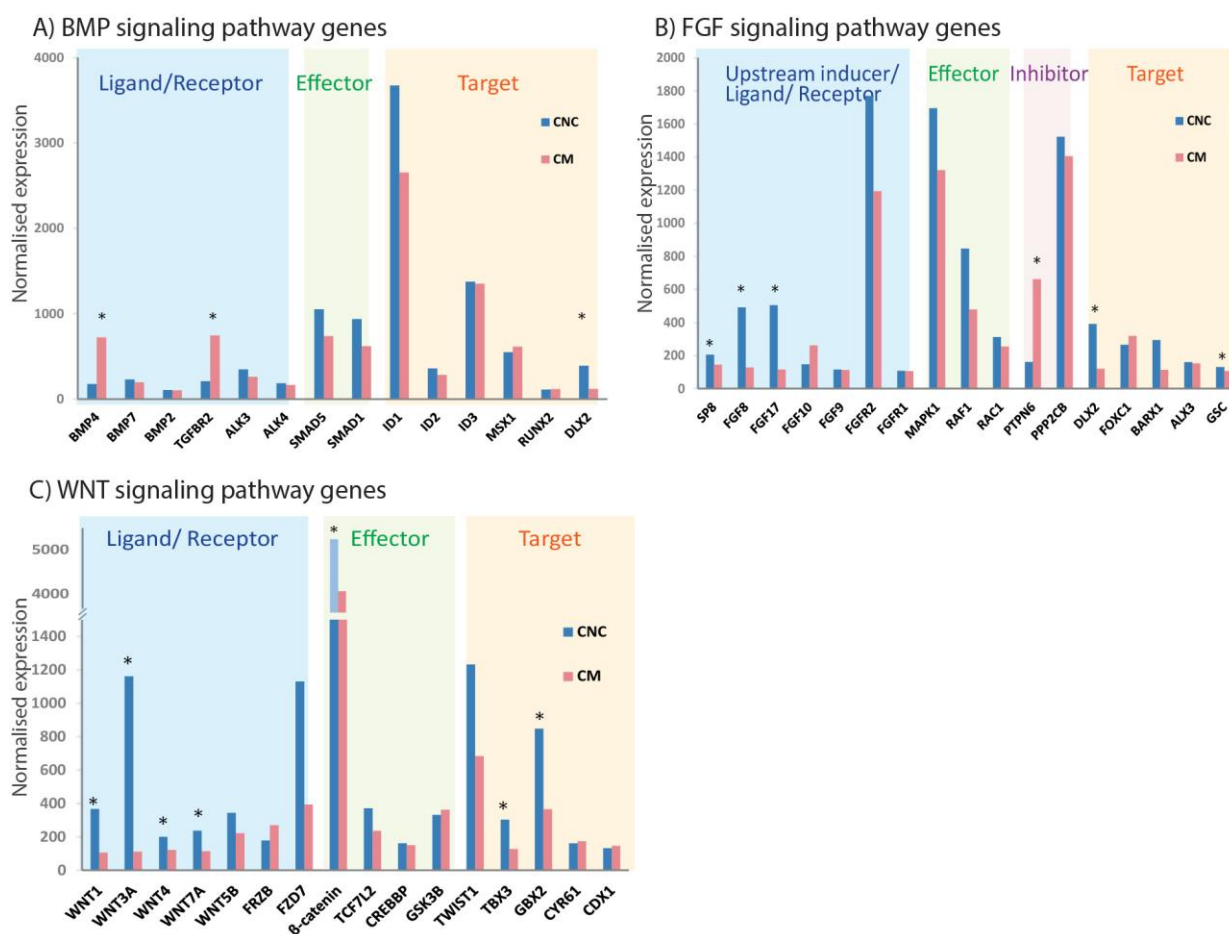 A) BMP signaling pathway genes
Normalised expression
4000
3000
2000
1000
0
Ligand/Receptor
Effector
Target
CNC
CM
*
*
*
BMP4
BMP7
BMP2
TGFBR2
ALK3
ALK4
SMAD5
SMAD1
ID1
ID2
ID3
MSX1
RUNX2
DLX2
B) FGF signaling pathway genes
Normalised expression
2000
1800
1600
1400
1200
1000
800
600
400
200
0
Upstream inducer/
Ligand/ Receptor
Effector
Inhibitor
Target
CNC
CM
*
*
*
*
*
*
SP8
FGF8
FGF17
FGF10
FGF9
FGFR2
FGFR1
MAPK1
RAF1
RAC1
PTPN6
PPP2CB
DLX2
FOXC1
BARX1
ALX3
GSC
C) WNT signaling pathway genes
Normalised expression
5000
4000
1400
1200
1000
800
600
400
200
0
Ligand/ Receptor
Effector
Target
CNC
CM
*
*
*
*
*
*
*
WNT1
WNT3A
WNT4
WNT7A
WNT5B
FRZB
FZD7
β-catenin
TCF7L2
CREBBP
GSK3B
TWIST1
TBX3
GBX2
CYR61
CDX1